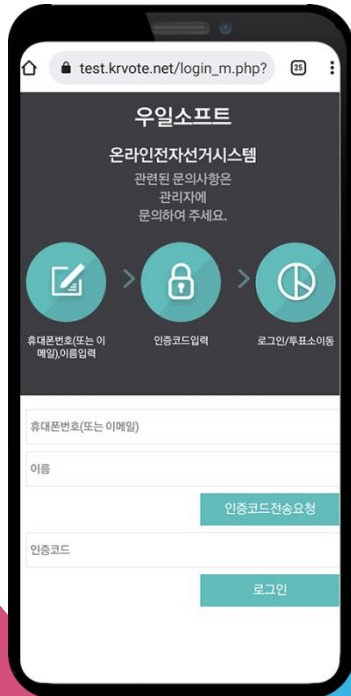 test.krvote.net/login_m.php?
25
우일소프트
온라인전자선거시스템
관련된 문의사항은
관리자에
문의하여 주세요.
휴대폰번호(또는 이
메일),이름입력
인증코드입력
로그인/투표소이동
휴대폰번호(또는 이메일)
이름
인증코드전송요청
인증코드
로그인